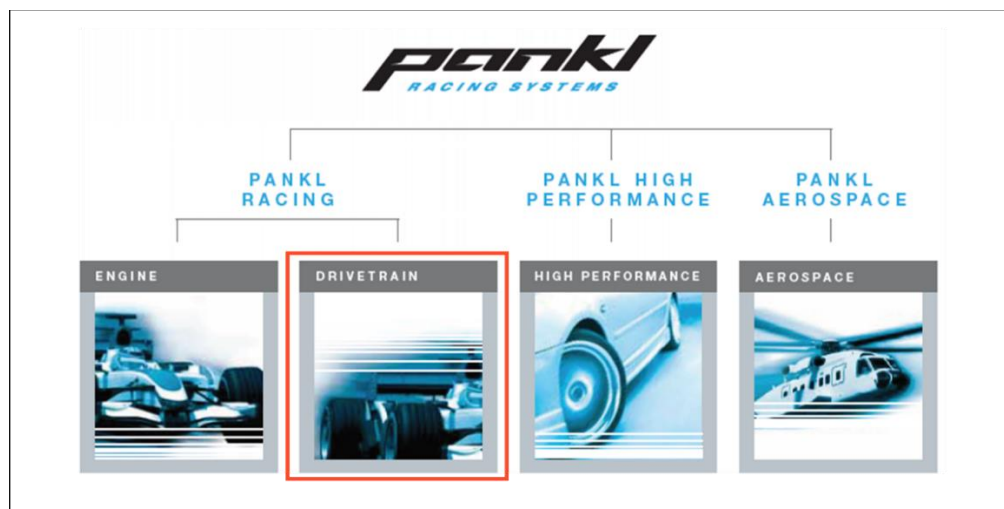 pankl
RACING SYSTEMS
PANKL
RACING
PANKL HIGH
PERFORMANCE
PANKL
AEROSPACE
ENGINE
DRIVETRAIN
HIGH PERFORMANCE
AEROSPACE